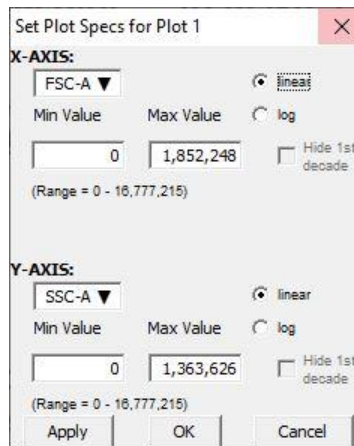 Set Plot Specs for Plot 1
X-AXIS:
FSC-A ▼
linear
Min Value Max Value
log
0 1,852,248
Hide 1st
decade
(Range = 0 - 16,777,215)
Y-AXIS:
SSC-A ▼
linear
Min Value Max Value
log
0 1,363,626
Hide 1st
decade
(Range = 0 - 16,777,215)
Apply OK Cancel